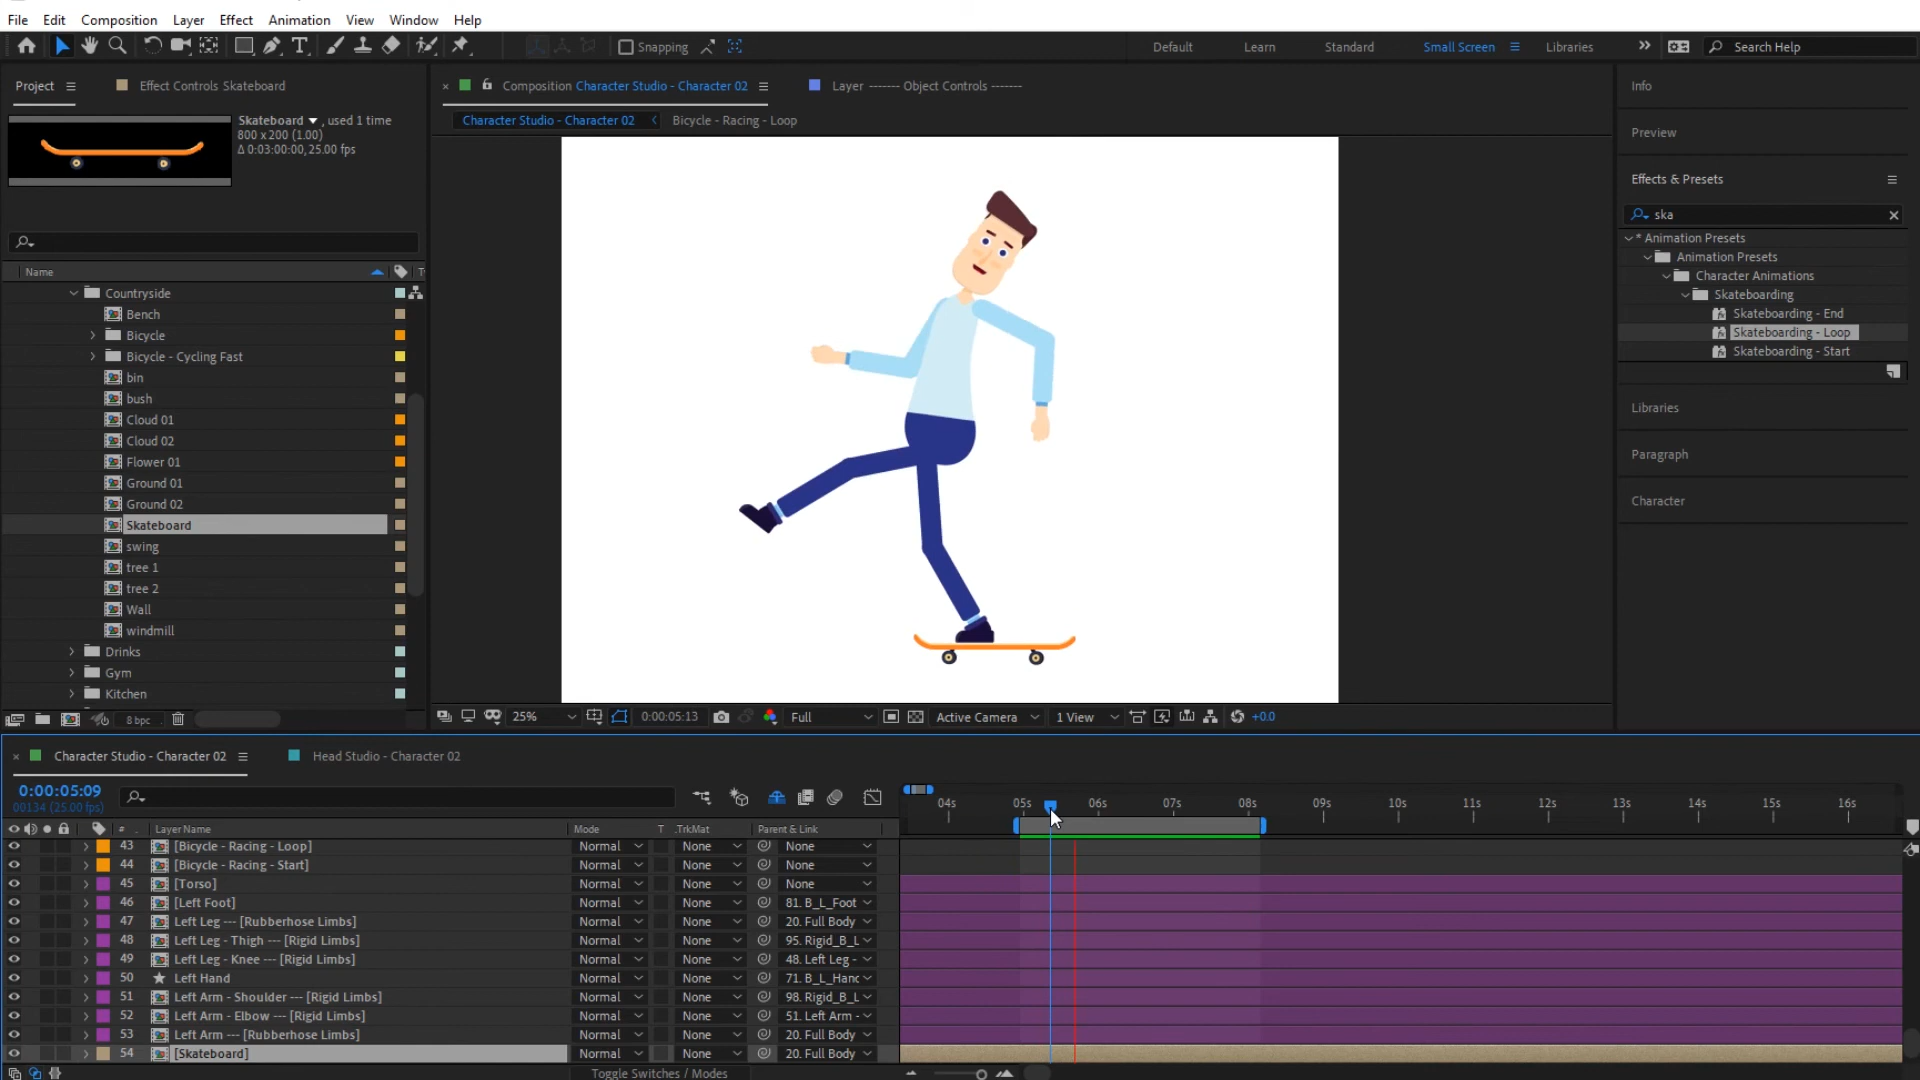 File Edit Composition Layer Effect Animation View Window Help
Snapping Default Learn Standard Small Screen Libraries Search Help
Project Effect Controls Skateboard
Skateboard , used 1 time
800 x 200 (1.00)
Δ 0:03:00:00, 25.00 fps
Name
Countryside
Bench
Bicycle
Bicycle - Cycling Fast
bin
bush
Cloud 01
Cloud 02
Flower 01
Ground 01
Ground 02
Skateboard
swing
tree 1
tree 2
Wall
windmill
Drinks
Gym
Kitchen
8 bpc
Composition Character Studio - Character 02 Layer ------- Object Controls -------
Character Studio - Character 02 Bicycle - Racing - Loop
25% 0:00:05:13 Full Active Camera 1 View +0.0
Info
Preview
Effects & Presets
ska
* Animation Presets
Animation Presets
Character Animations
Skateboarding
Skateboarding - End
Skateboarding - Loop
Skateboarding - Start
Libraries
Paragraph
Character
Character Studio - Character 02 Head Studio - Character 02
0:00:05:09
00134 (25.00 fps)
04s 05s 06s 07s 08s 09s 10s 11s 12s 13s 14s 15s 16s
# Layer Name Mode T .TrkMat Parent & Link
43 [Bicycle - Racing - Loop] Normal None None
44 [Bicycle - Racing - Start] Normal None None
45 [Torso] Normal None None
46 [Left Foot] Normal None 81. B_L_Foot
47 Left Leg --- [Rubberhose Limbs] Normal None 20. Full Body
48 Left Leg - Thigh --- [Rigid Limbs] Normal None 95. Rigid_B_L
49 Left Leg - Knee --- [Rigid Limbs] Normal None 48. Left Leg -
50 Left Hand Normal None 71. B_L_Hanc
51 Left Arm - Shoulder --- [Rigid Limbs] Normal None 98. Rigid_B_L
52 Left Arm - Elbow --- [Rigid Limbs] Normal None 51. Left Arm -
53 Left Arm --- [Rubberhose Limbs] Normal None 20. Full Body
54 [Skateboard] Normal None 20. Full Body
Toggle Switches / Modes